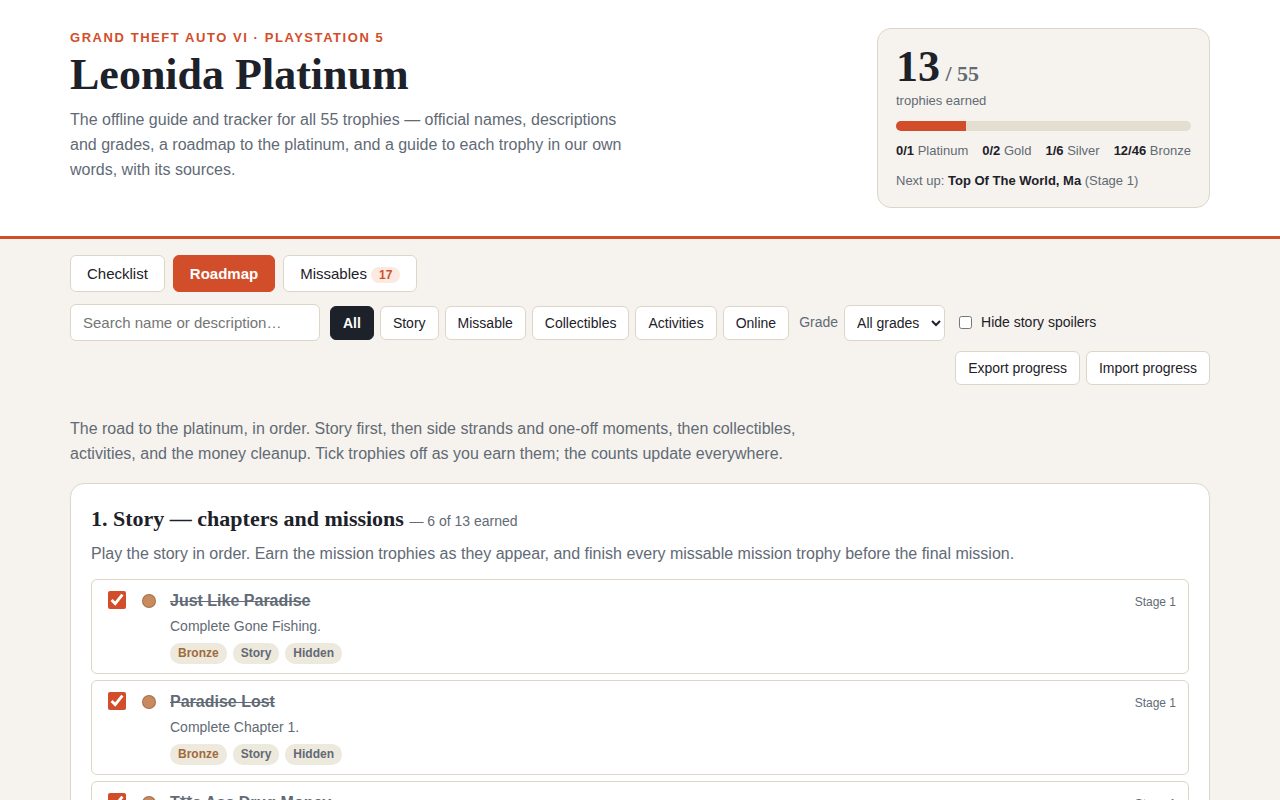 GRAND THEFT AUTO VI · PLAYSTATION 5
Leonida Platinum
The offline guide and tracker for all 55 trophies — official names, descriptions
and grades, a roadmap to the platinum, and a guide to each trophy in our own
words, with its sources.
13 / 55
trophies earned
0/1 Platinum 0/2 Gold 1/6 Silver 12/46 Bronze
Next up: Top Of The World, Ma (Stage 1)
Checklist Roadmap Missables 17
Search name or description… All Story Missable Collectibles Activities Online Grade All grades Hide story spoilers
Export progress Import progress
The road to the platinum, in order. Story first, then side strands and one-off moments, then collectibles,
activities, and the money cleanup. Tick trophies off as you earn them; the counts update everywhere.
1. Story — chapters and missions — 6 of 13 earned
Play the story in order. Earn the mission trophies as they appear, and finish every missable mission trophy before the final mission.
Just Like Paradise Stage 1
Complete Gone Fishing.
Bronze Story Hidden
Paradise Lost Stage 1
Complete Chapter 1.
Bronze Story Hidden